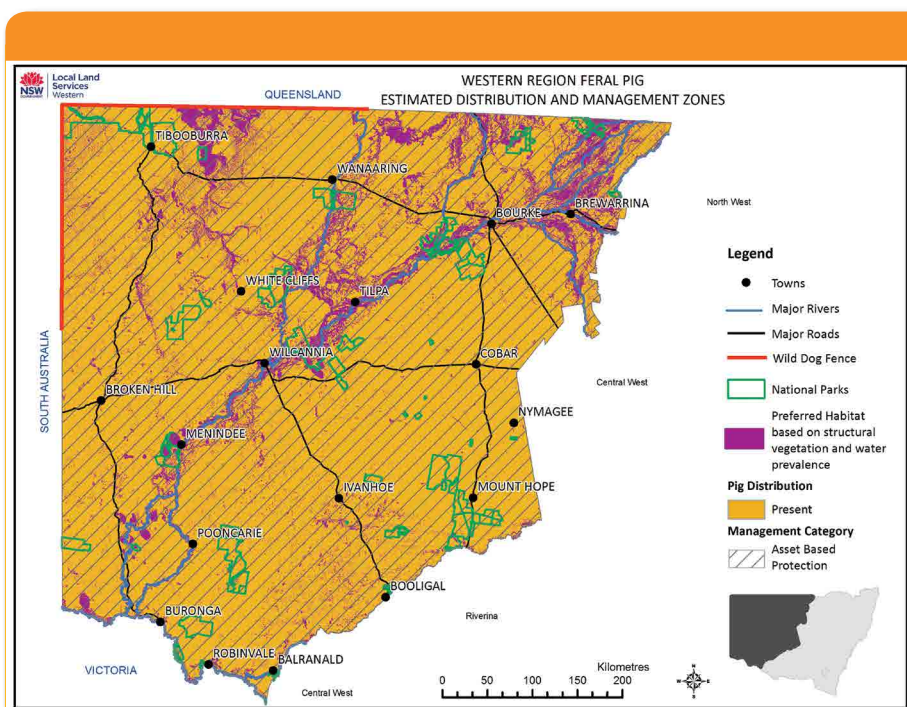 NSW
GOVERNMENT
Local Land
Services
Western
WESTERN REGION FERAL PIG
ESTIMATED DISTRIBUTION AND MANAGEMENT ZONES
QUEENSLAND
TIBOOBURRA
WANAARING
BOURKE
BREWARRINA
North West
WHITE CLIFFS
TILPA
WILCANNIA
COBAR
SOUTH AUSTRALIA
BROKEN HILL
Central West
NYMAGEE
MENINDEE
IVANHOE
MOUNT HOPE
POONCARIE
BOOLIGAL
BURONGA
Riverina
ROBINVALE
BALRANALD
VICTORIA
Central West
Legend
Towns
Major Rivers
Major Roads
Wild Dog Fence
National Parks
Preferred Habitat
based on structural
vegetation and water
prevalence
Pig Distribution
Present
Management Category
Asset Based
Protection
Kilometres
0 50 100 150 200
N
W E
S